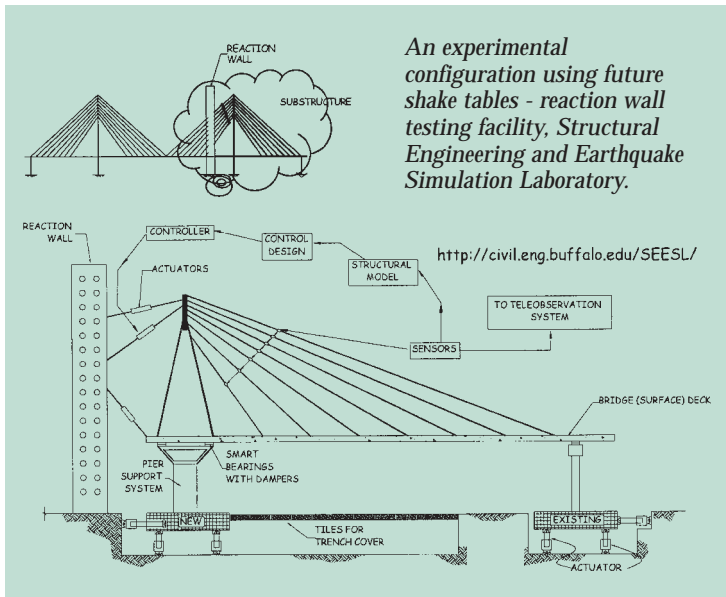 REACTION
WALL
SUBSTRUCTURE
An experimental
configuration using future
shake tables - reaction wall
testing facility, Structural
Engineering and Earthquake
Simulation Laboratory.
REACTION
WALL
CONTROLLER
ACTUATORS
CONTROL
DESIGN
STRUCTURAL
MODEL
http://civil.eng.buffalo.edu/SEESL/
TO TELEOBSERVATION
SYSTEM
SENSORS
BRIDGE (SURFACE) DECK
PIER
SUPPORT
SYSTEM
SMART
BEARINGS
WITH DAMPERS
NEW
TILES FOR
TRENCH COVER
EXISTING
ACTUATOR